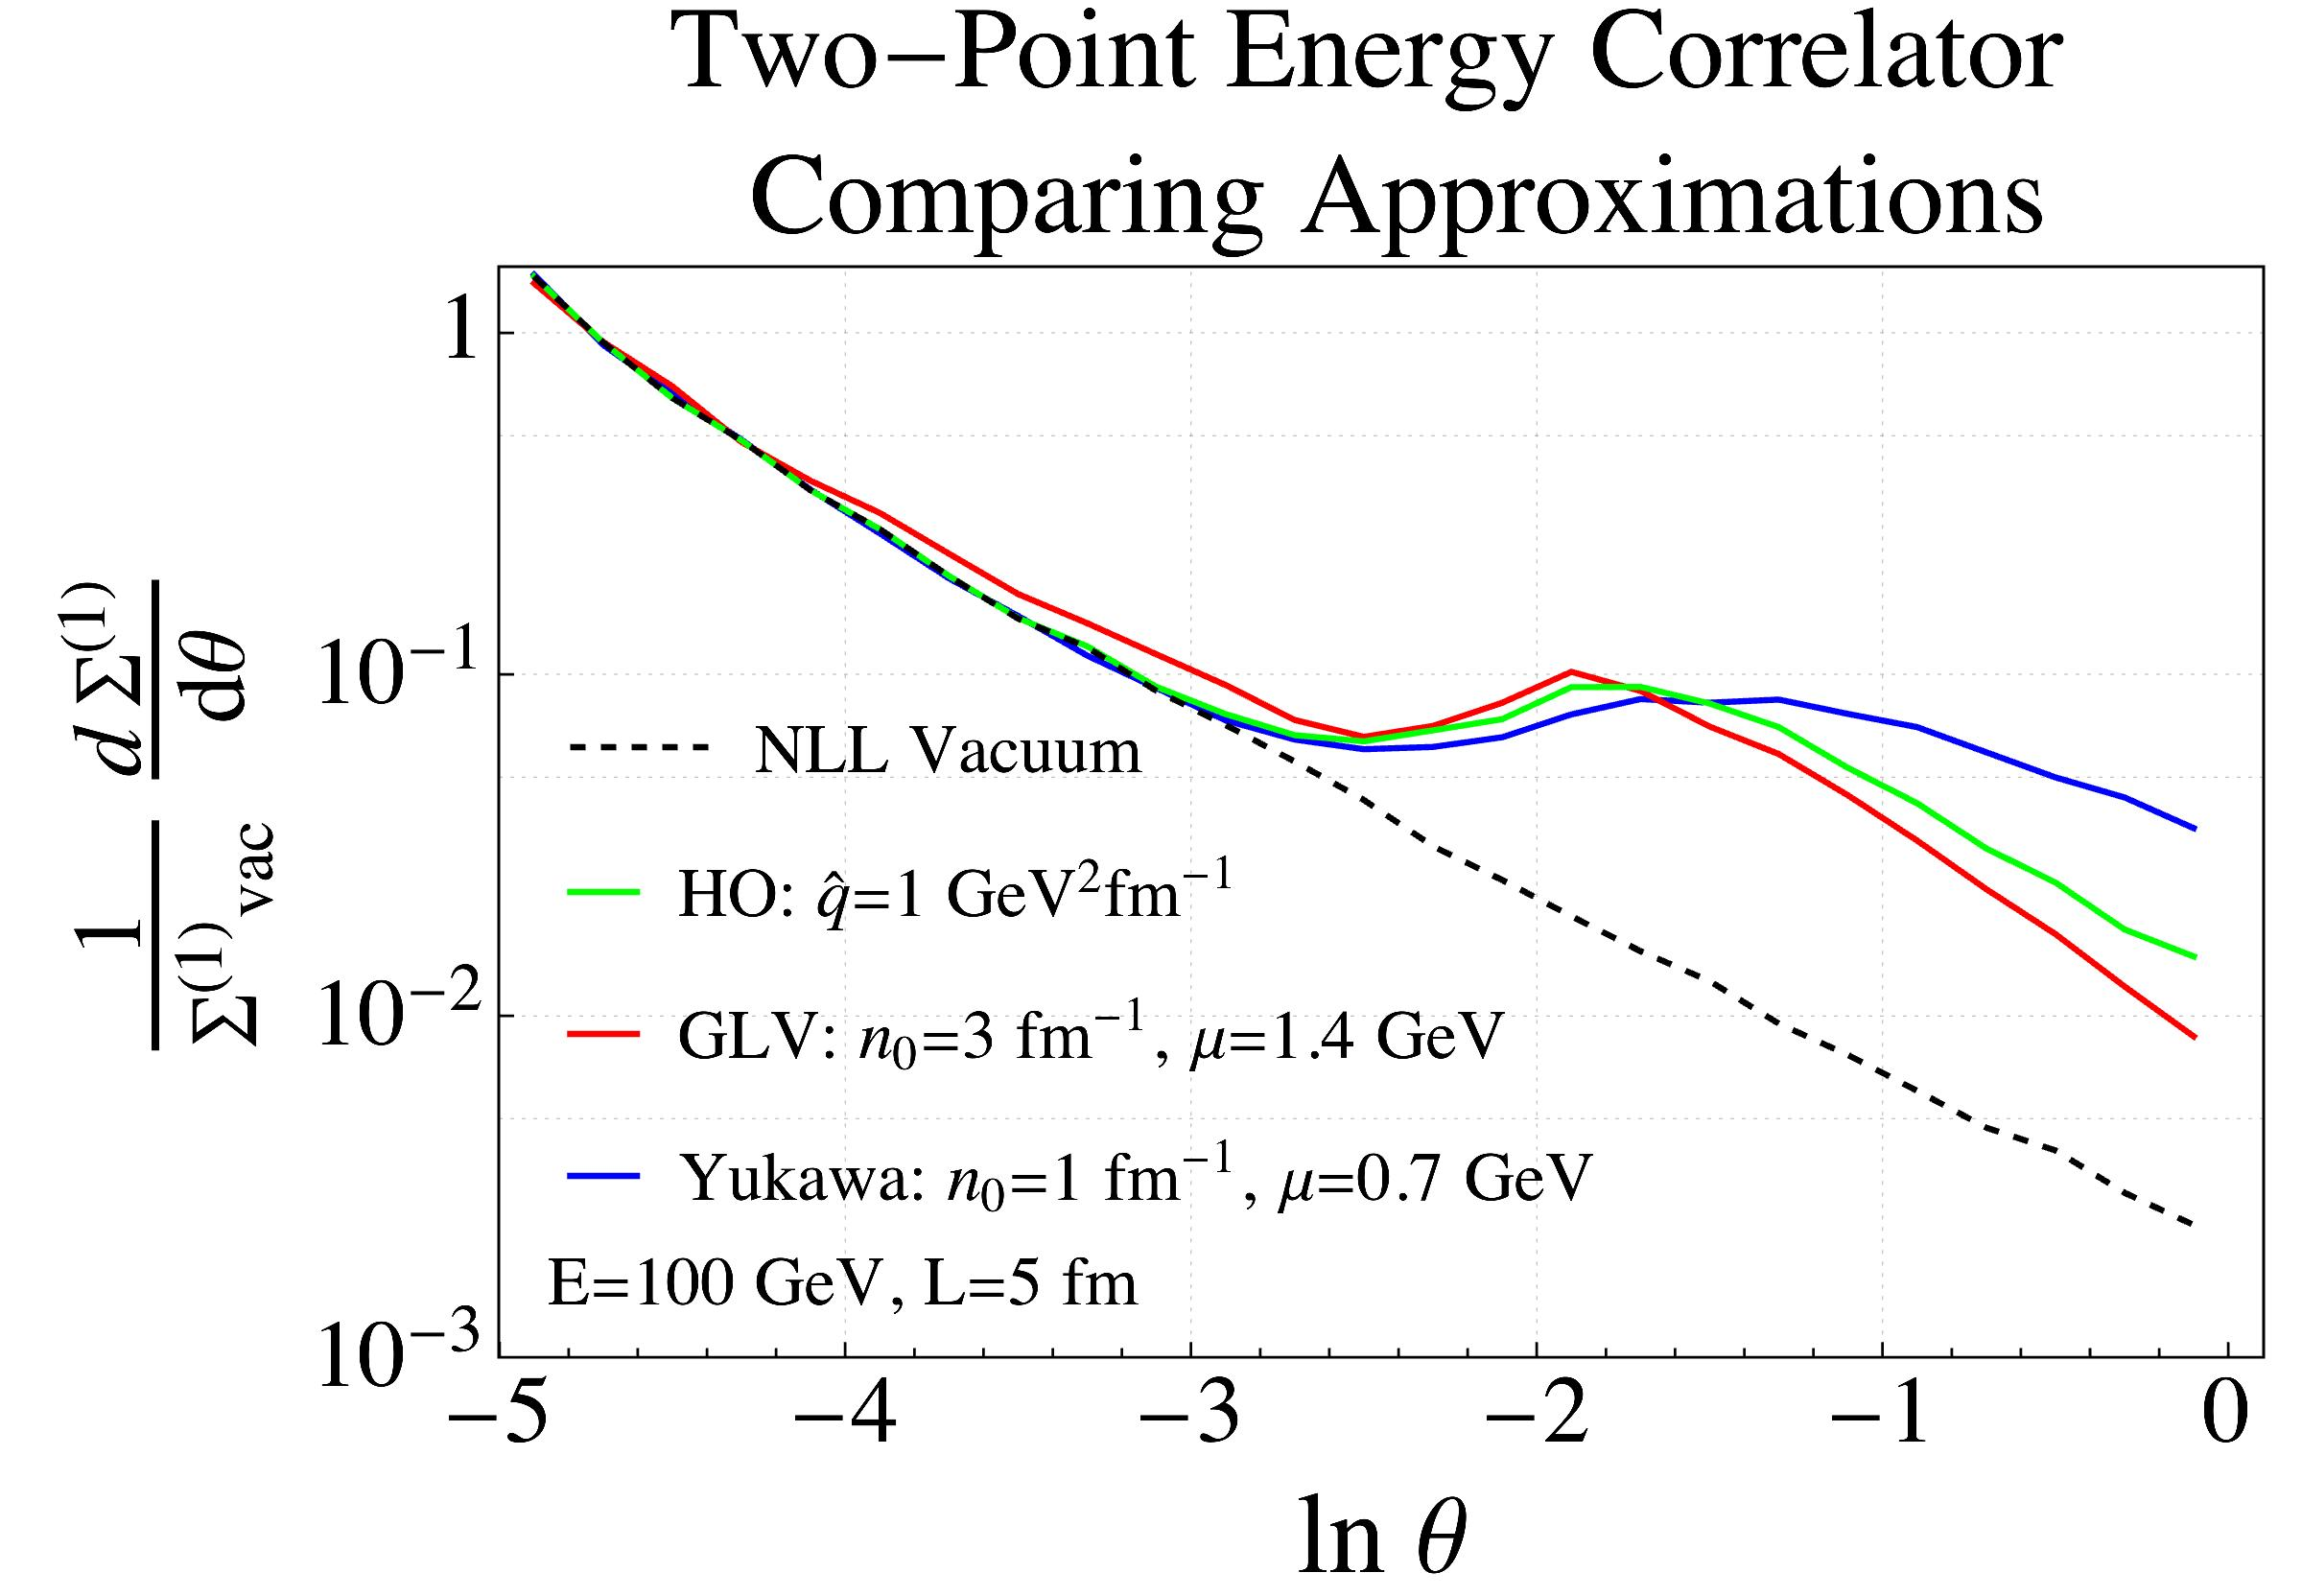 Two−Point Energy Correlator
Comparing Approximations
1
10⁻¹
10⁻²
10⁻³
1/Σ⁽¹⁾vac d Σ⁽¹⁾/dθ
NLL Vacuum
HO: q̂=1 GeV²fm⁻¹
GLV: n₀=3 fm⁻¹, μ=1.4 GeV
Yukawa: n₀=1 fm⁻¹, μ=0.7 GeV
E=100 GeV, L=5 fm
−5 −4 −3 −2 −1 0
ln θ